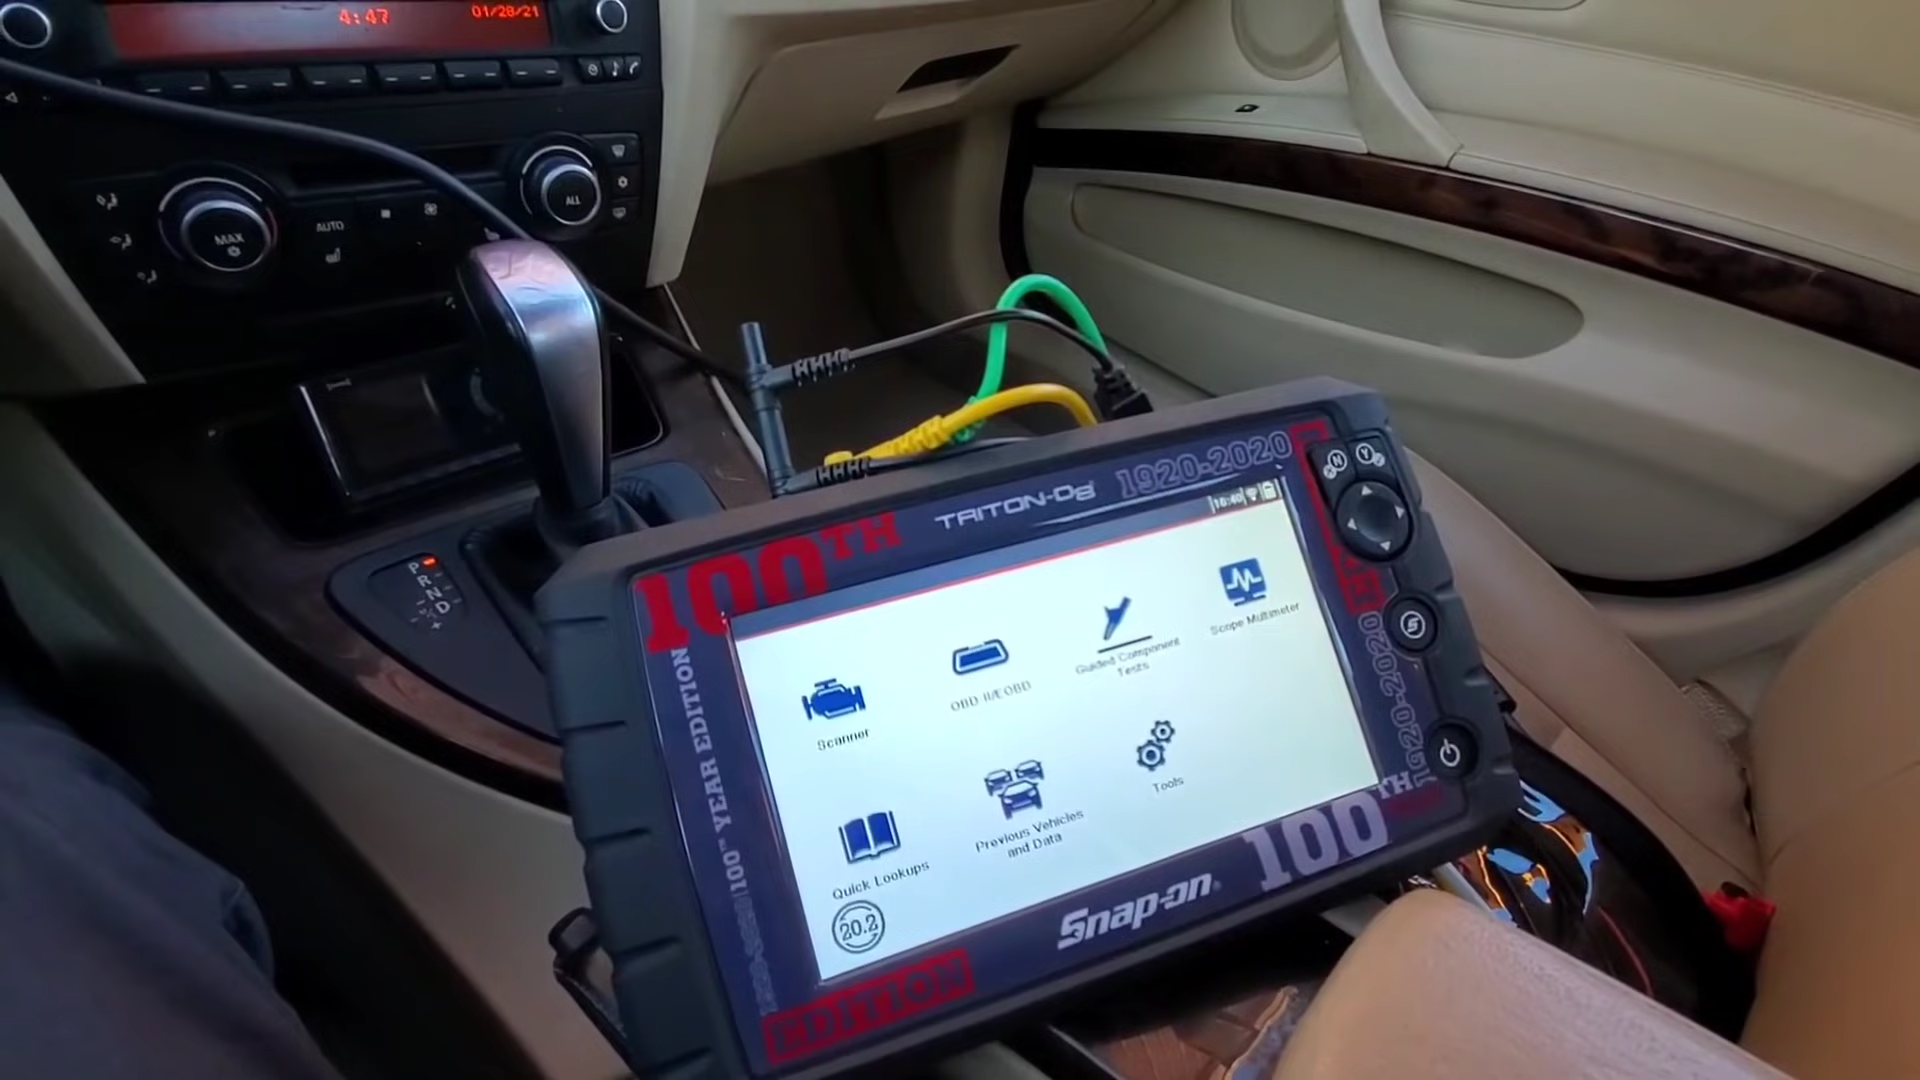 4:47
01/28/21
MAX
AUTO
ALL
P
R
N
D
100TH
TRITON-D8
1920-2020
N
Y
16:40
Scanner
OBD-II/EOBD
Guided Component
Tests
Scope Multimeter
Quick Lookups
Previous Vehicles
and Data
Tools
20.2
100TH YEAR EDITION
1920-2020
Snap-on
100TH
EDITION